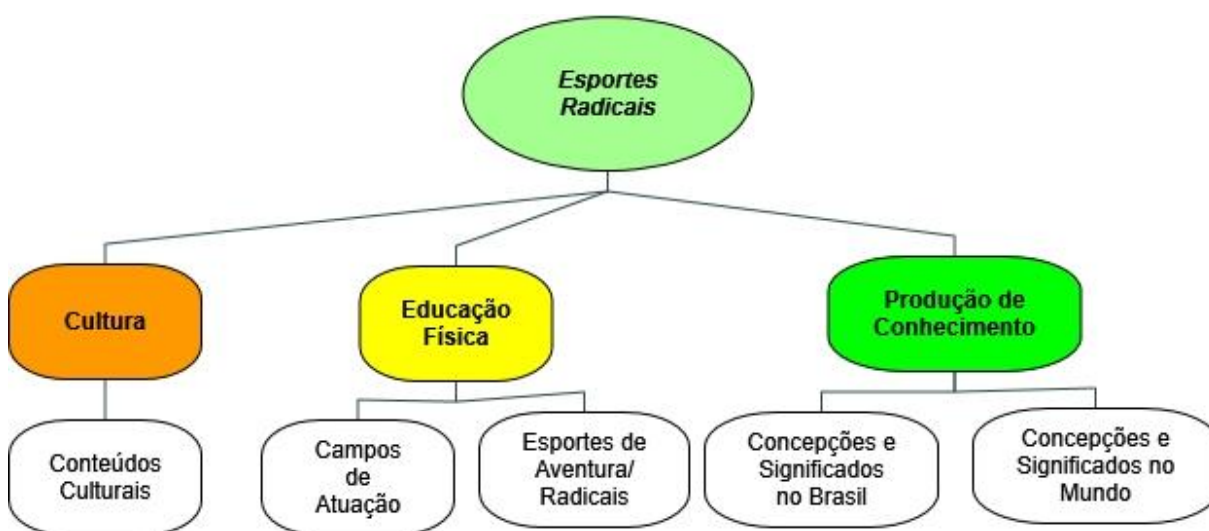 Esportes
Radicais
Cultura
Educação
Física
Produção de
Conhecimento
Conteúdos
Culturais
Campos
de
Atuação
Esportes de
Aventura/
Radicais
Concepções e
Significados
no Brasil
Concepções e
Significados no
Mundo